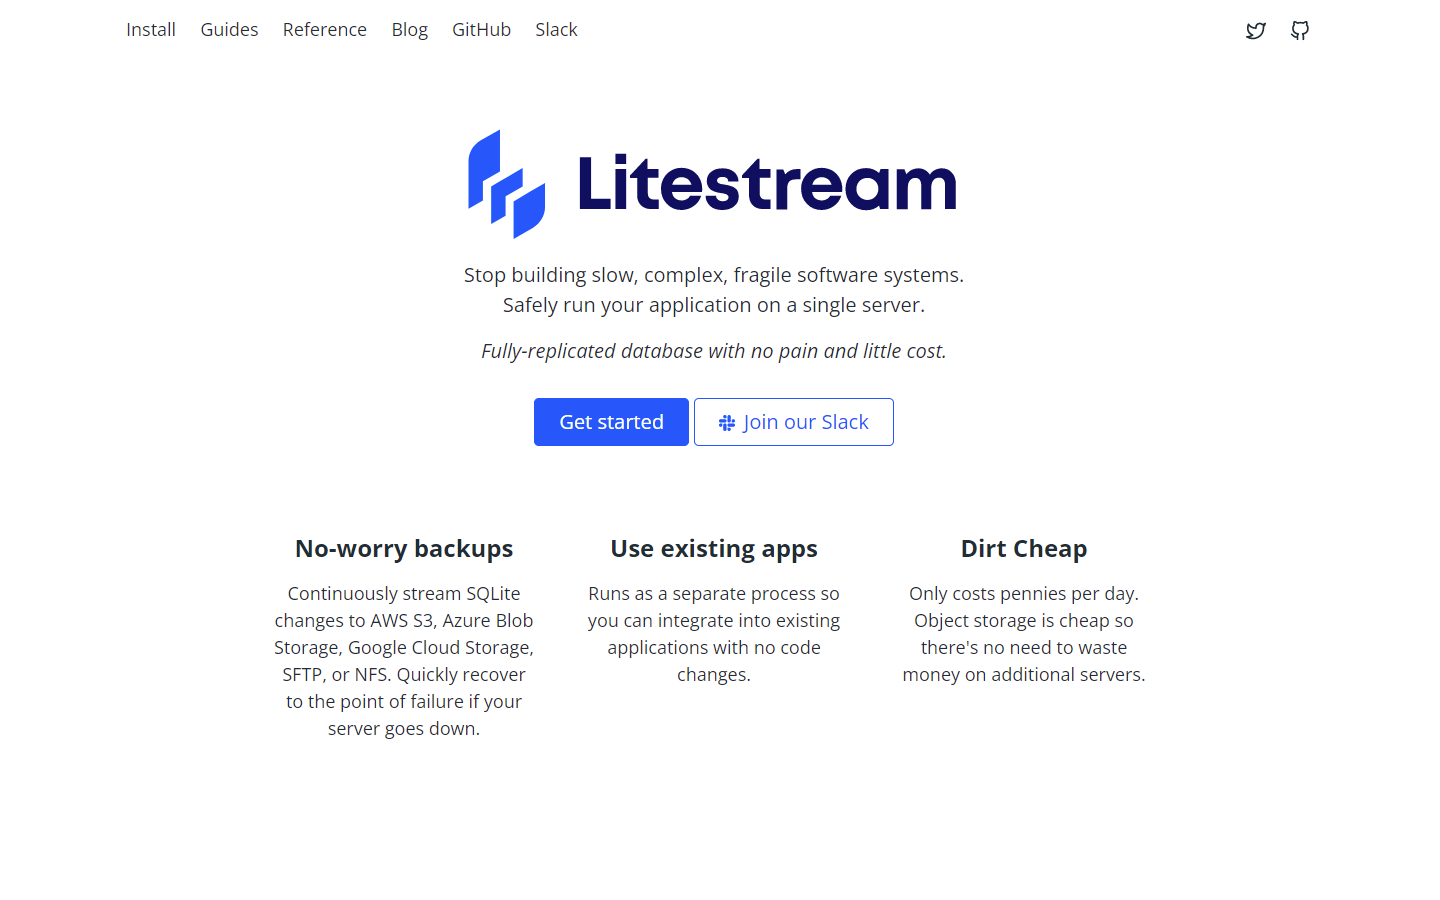 Install Guides Reference Blog GitHub Slack
Litestream
Stop building slow, complex, fragile software systems.
Safely run your application on a single server.
Fully-replicated database with no pain and little cost.
Get started
Join our Slack
No-worry backups
Continuously stream SQLite
changes to AWS S3, Azure Blob
Storage, Google Cloud Storage,
SFTP, or NFS. Quickly recover
to the point of failure if your
server goes down.
Use existing apps
Runs as a separate process so
you can integrate into existing
applications with no code
changes.
Dirt Cheap
Only costs pennies per day.
Object storage is cheap so
there's no need to waste
money on additional servers.